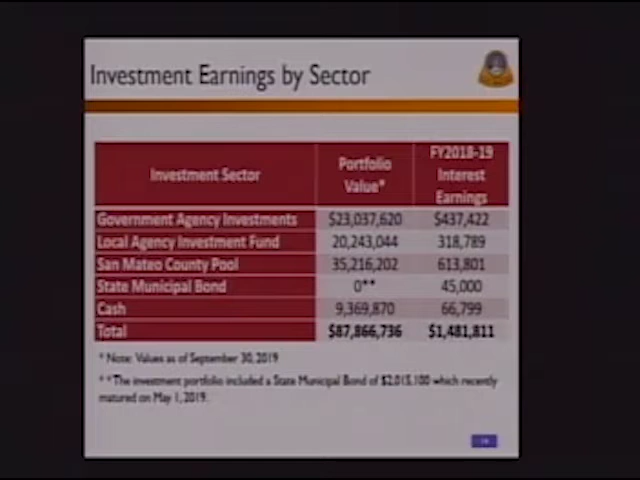 Investment Earnings by Sector
Investment Sector
Portfolio Value*
FY2018-19 Interest Earnings
Government Agency Investments $23,037,620 $437,422
Local Agency Investment Fund 20,243,044 318,789
San Mateo County Pool 35,216,202 613,801
State Municipal Bond 0** 45,000
Cash 9,369,870 66,799
Total $87,866,736 $1,481,811
* Note: Values as of September 30, 2019
* * The investment portfolio included a State Municipal Bond of $2,015,100 which recently
matured on May 1, 2019.